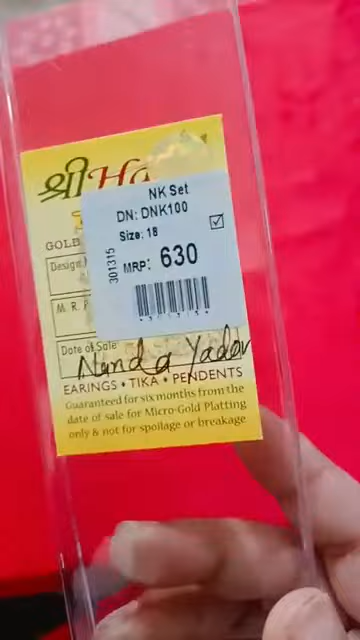 श्री Ha
NK Set
DN: DNK100
Size: 18
301315
MRP: 630
GOLD
Design
M. R. P
Date of Sale
Nanda Yadav
EARINGS • TIKA • PENDENTS
Guaranteed for six months from the
date of sale for Micro-Gold Platting
only & not for spoilage or breakage